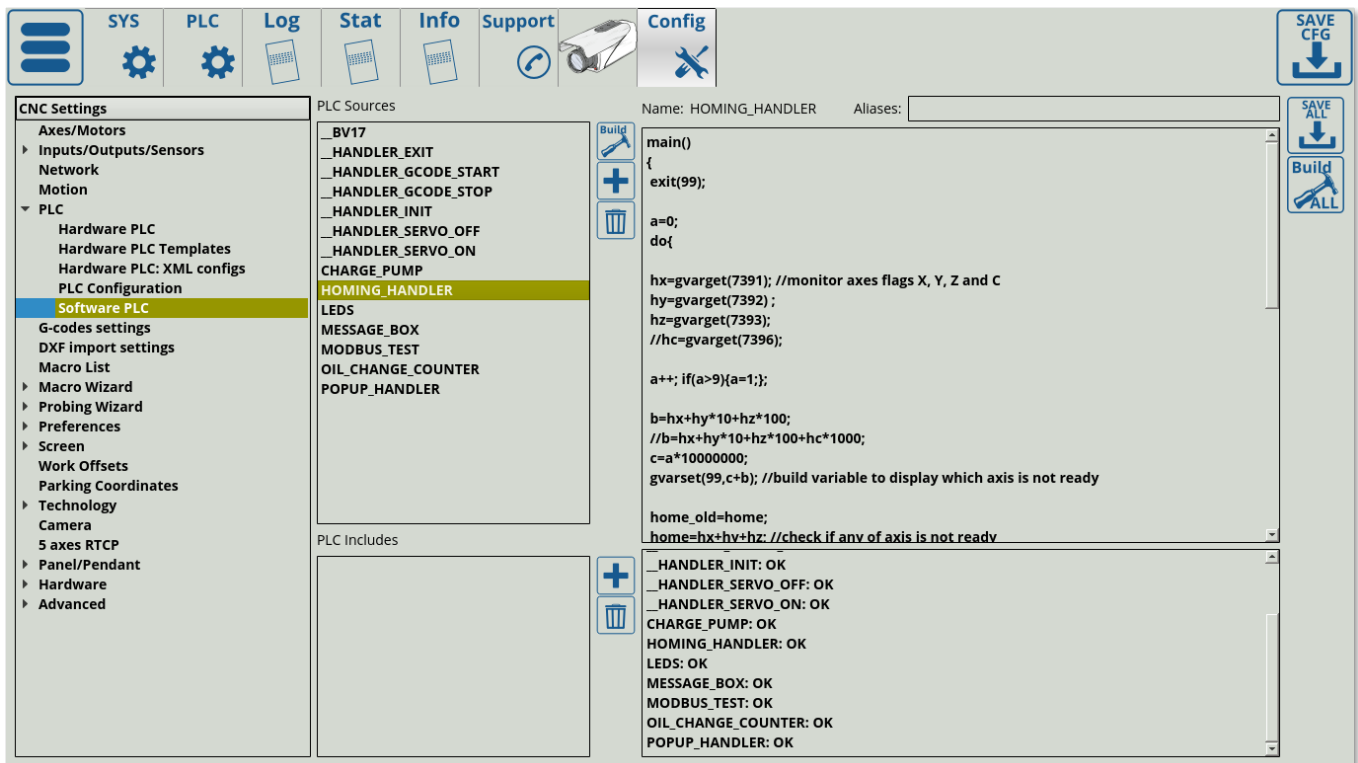 SYS
PLC
Log
Stat
Info
Support
Config
SAVE
CFG
CNC Settings
Axes/Motors
Inputs/Outputs/Sensors
Network
Motion
PLC
Hardware PLC
Hardware PLC Templates
Hardware PLC: XML configs
PLC Configuration
Software PLC
G-codes settings
DXF import settings
Macro List
Macro Wizard
Probing Wizard
Preferences
Screen
Work Offsets
Parking Coordinates
Technology
Camera
5 axes RTCP
Panel/Pendant
Hardware
Advanced
PLC Sources
__BV17
__HANDLER_EXIT
__HANDLER_GCODE_START
__HANDLER_GCODE_STOP
__HANDLER_INIT
__HANDLER_SERVO_OFF
__HANDLER_SERVO_ON
CHARGE_PUMP
HOMING_HANDLER
LEDS
MESSAGE_BOX
MODBUS_TEST
OIL_CHANGE_COUNTER
POPUP_HANDLER
PLC Includes
Build
Name: HOMING_HANDLER Aliases:
main()
{
exit(99);
a=0;
do{
hx=gvarget(7391); //monitor axes flags X, Y, Z and C
hy=gvarget(7392) ;
hz=gvarget(7393);
//hc=gvarget(7396);
a++; if(a>9){a=1;};
b=hx+hy*10+hz*100;
//b=hx+hy*10+hz*100+hc*1000;
c=a*10000000;
gvarset(99,c+b); //build variable to display which axis is not ready
home_old=home;
home=hx+hy+hz; //check if any of axis is not ready
__HANDLER_INIT: OK
__HANDLER_SERVO_OFF: OK
__HANDLER_SERVO_ON: OK
CHARGE_PUMP: OK
HOMING_HANDLER: OK
LEDS: OK
MESSAGE_BOX: OK
MODBUS_TEST: OK
OIL_CHANGE_COUNTER: OK
POPUP_HANDLER: OK
SAVE
ALL
Build
ALL